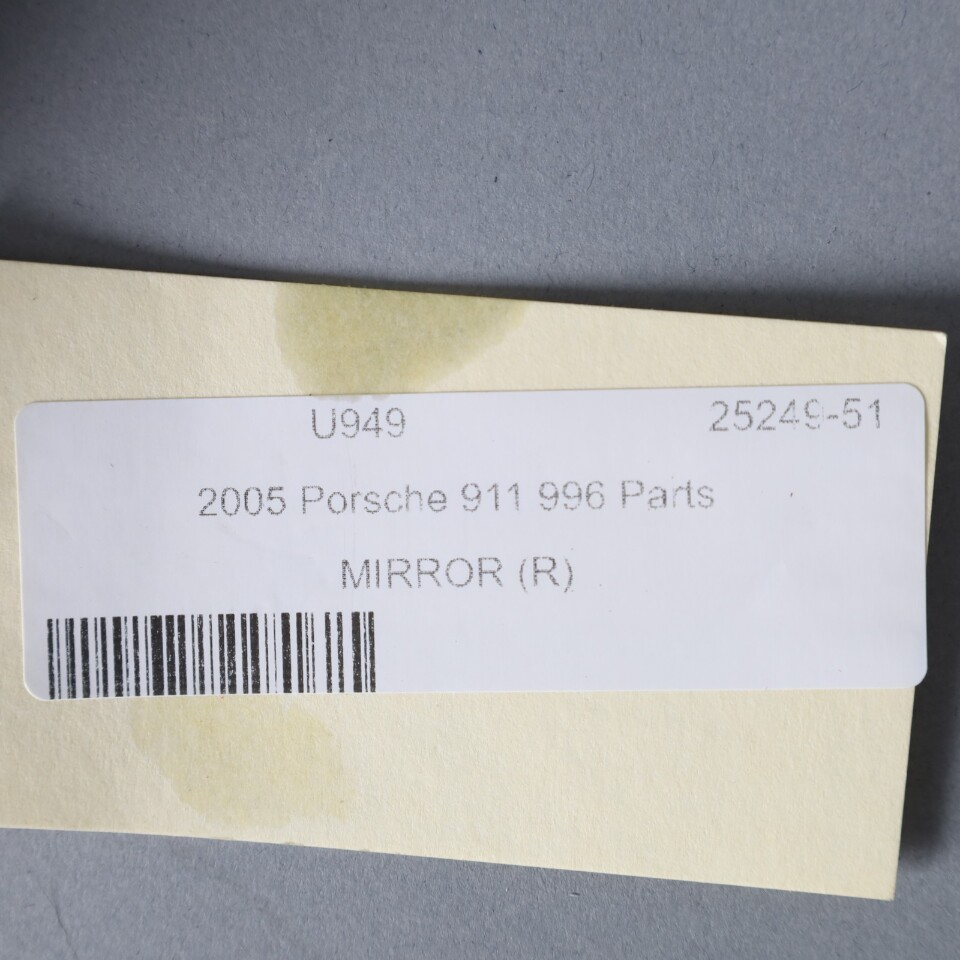 U949 25249-51
2005 Porsche 911 996 Parts
MIRROR (R)